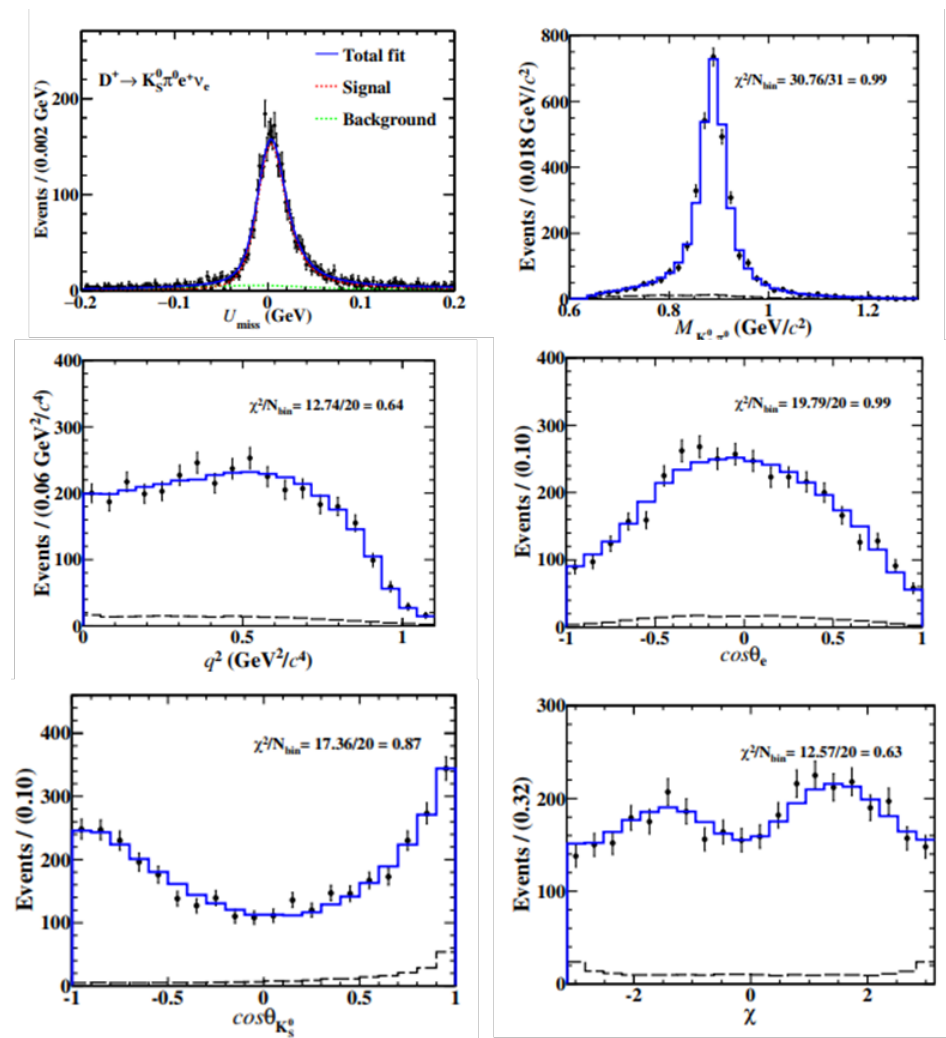 D⁺→ K⁰_Sπ⁰e⁺ν_e
Total fit
Signal
Background
Events / (0.002 GeV)
200
100
0
−0.2 −0.1 0 0.1 0.2
U_miss (GeV)
χ²/N_bin= 30.76/31 = 0.99
Events / (0.018 GeV/c²)
800
600
400
200
0
0.6 0.8 1 1.2
M (GeV/c²)
χ²/N_bin= 12.74/20 = 0.64
Events / (0.06 GeV²/c⁴)
400
300
200
100
0
0 0.5 1
q² (GeV²/c⁴)
χ²/N_bin= 19.79/20 = 0.99
Events / (0.10)
400
300
200
100
0
-1 -0.5 0 0.5 1
cosθ_e
χ²/N_bin= 17.36/20 = 0.87
Events / (0.10)
400
300
200
100
0
-1 -0.5 0 0.5 1
cosθ_K⁰_S
χ²/N_bin= 12.57/20 = 0.63
Events / (0.32)
300
200
100
0
-2 0 2
χ